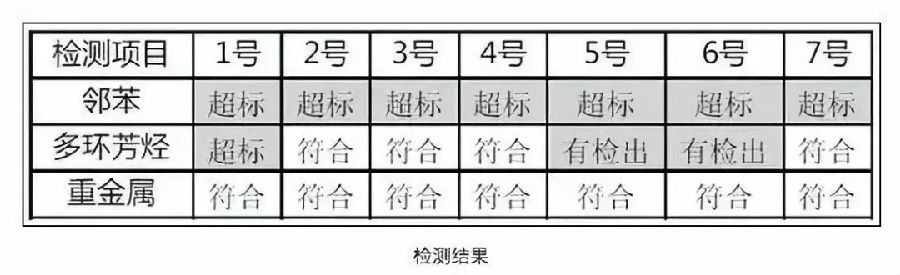 检测项目 1号 2号 3号 4号 5号 6号 7号
邻苯 超标 超标 超标 超标 超标 超标 超标
多环芳烃 超标 符合 符合 符合 有检出 有检出 符合
重金属 符合 符合 符合 符合 符合 符合 符合
检测结果